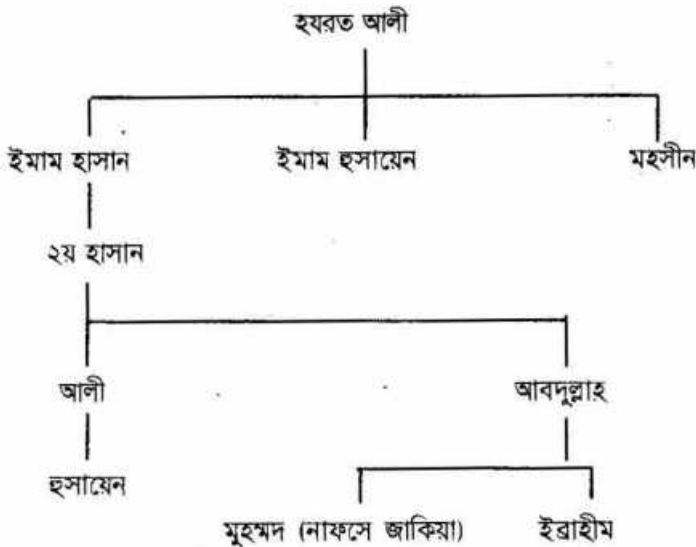 হযরত আলী
ইমাম হাসান ইমাম হুসায়েন মহসীন
২য় হাসান
আলী আবদুল্লাহ
হুসায়েন
মুহম্মদ (নাফসে জাকিয়া) ইব্রাহীম